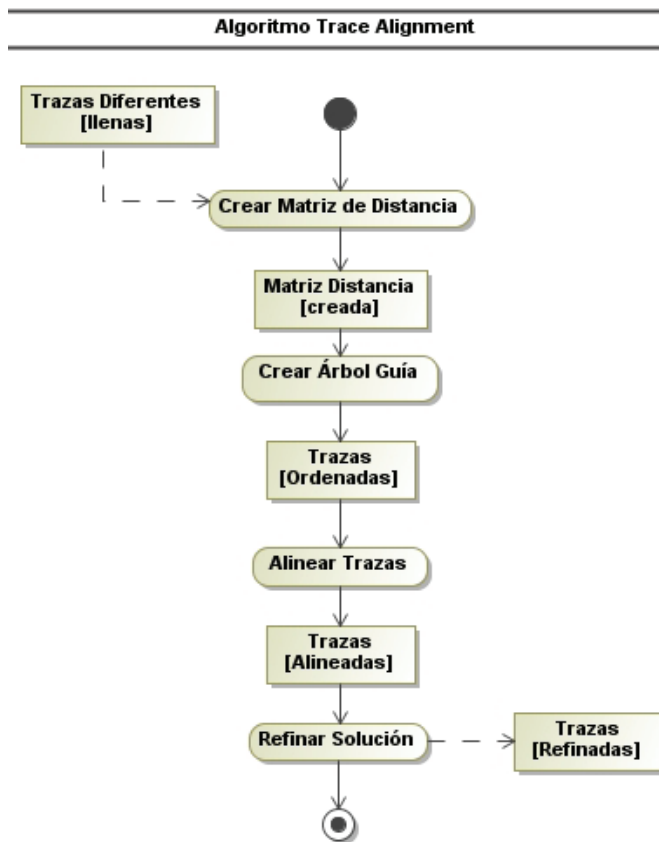 Algoritmo Trace Alignment
Trazas Diferentes
[llenas]
Crear Matriz de Distancia
Matriz Distancia
[creada]
Crear Árbol Guía
Trazas
[Ordenadas]
Alinear Trazas
Trazas
[Alineadas]
Refinar Solución
Trazas
[Refinadas]